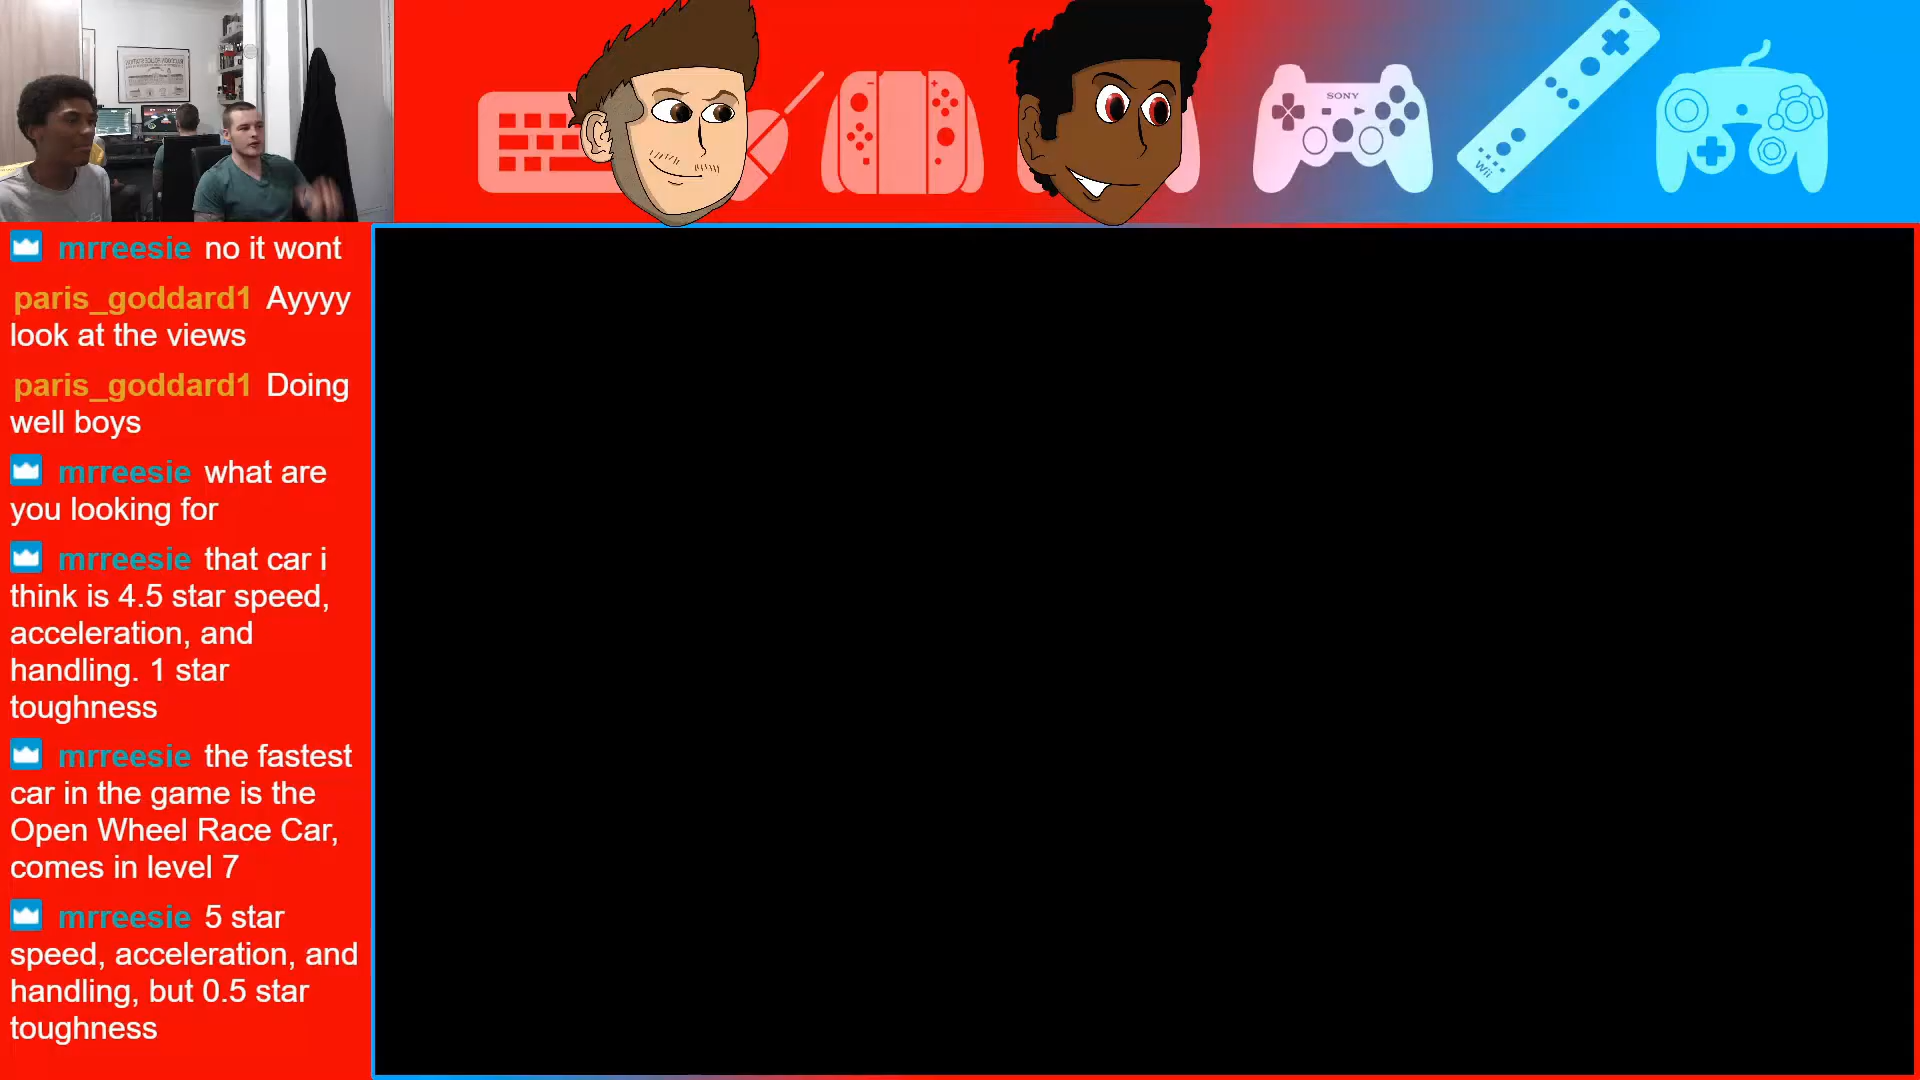 SONY
Wii
mrreesie no it wont
paris_goddard1 Ayyyy
look at the views
paris_goddard1 Doing
well boys
mrreesie what are
you looking for
mrreesie that car i
think is 4.5 star speed,
acceleration, and
handling. 1 star
toughness
mrreesie the fastest
car in the game is the
Open Wheel Race Car,
comes in level 7
mrreesie 5 star
speed, acceleration, and
handling, but 0.5 star
toughness